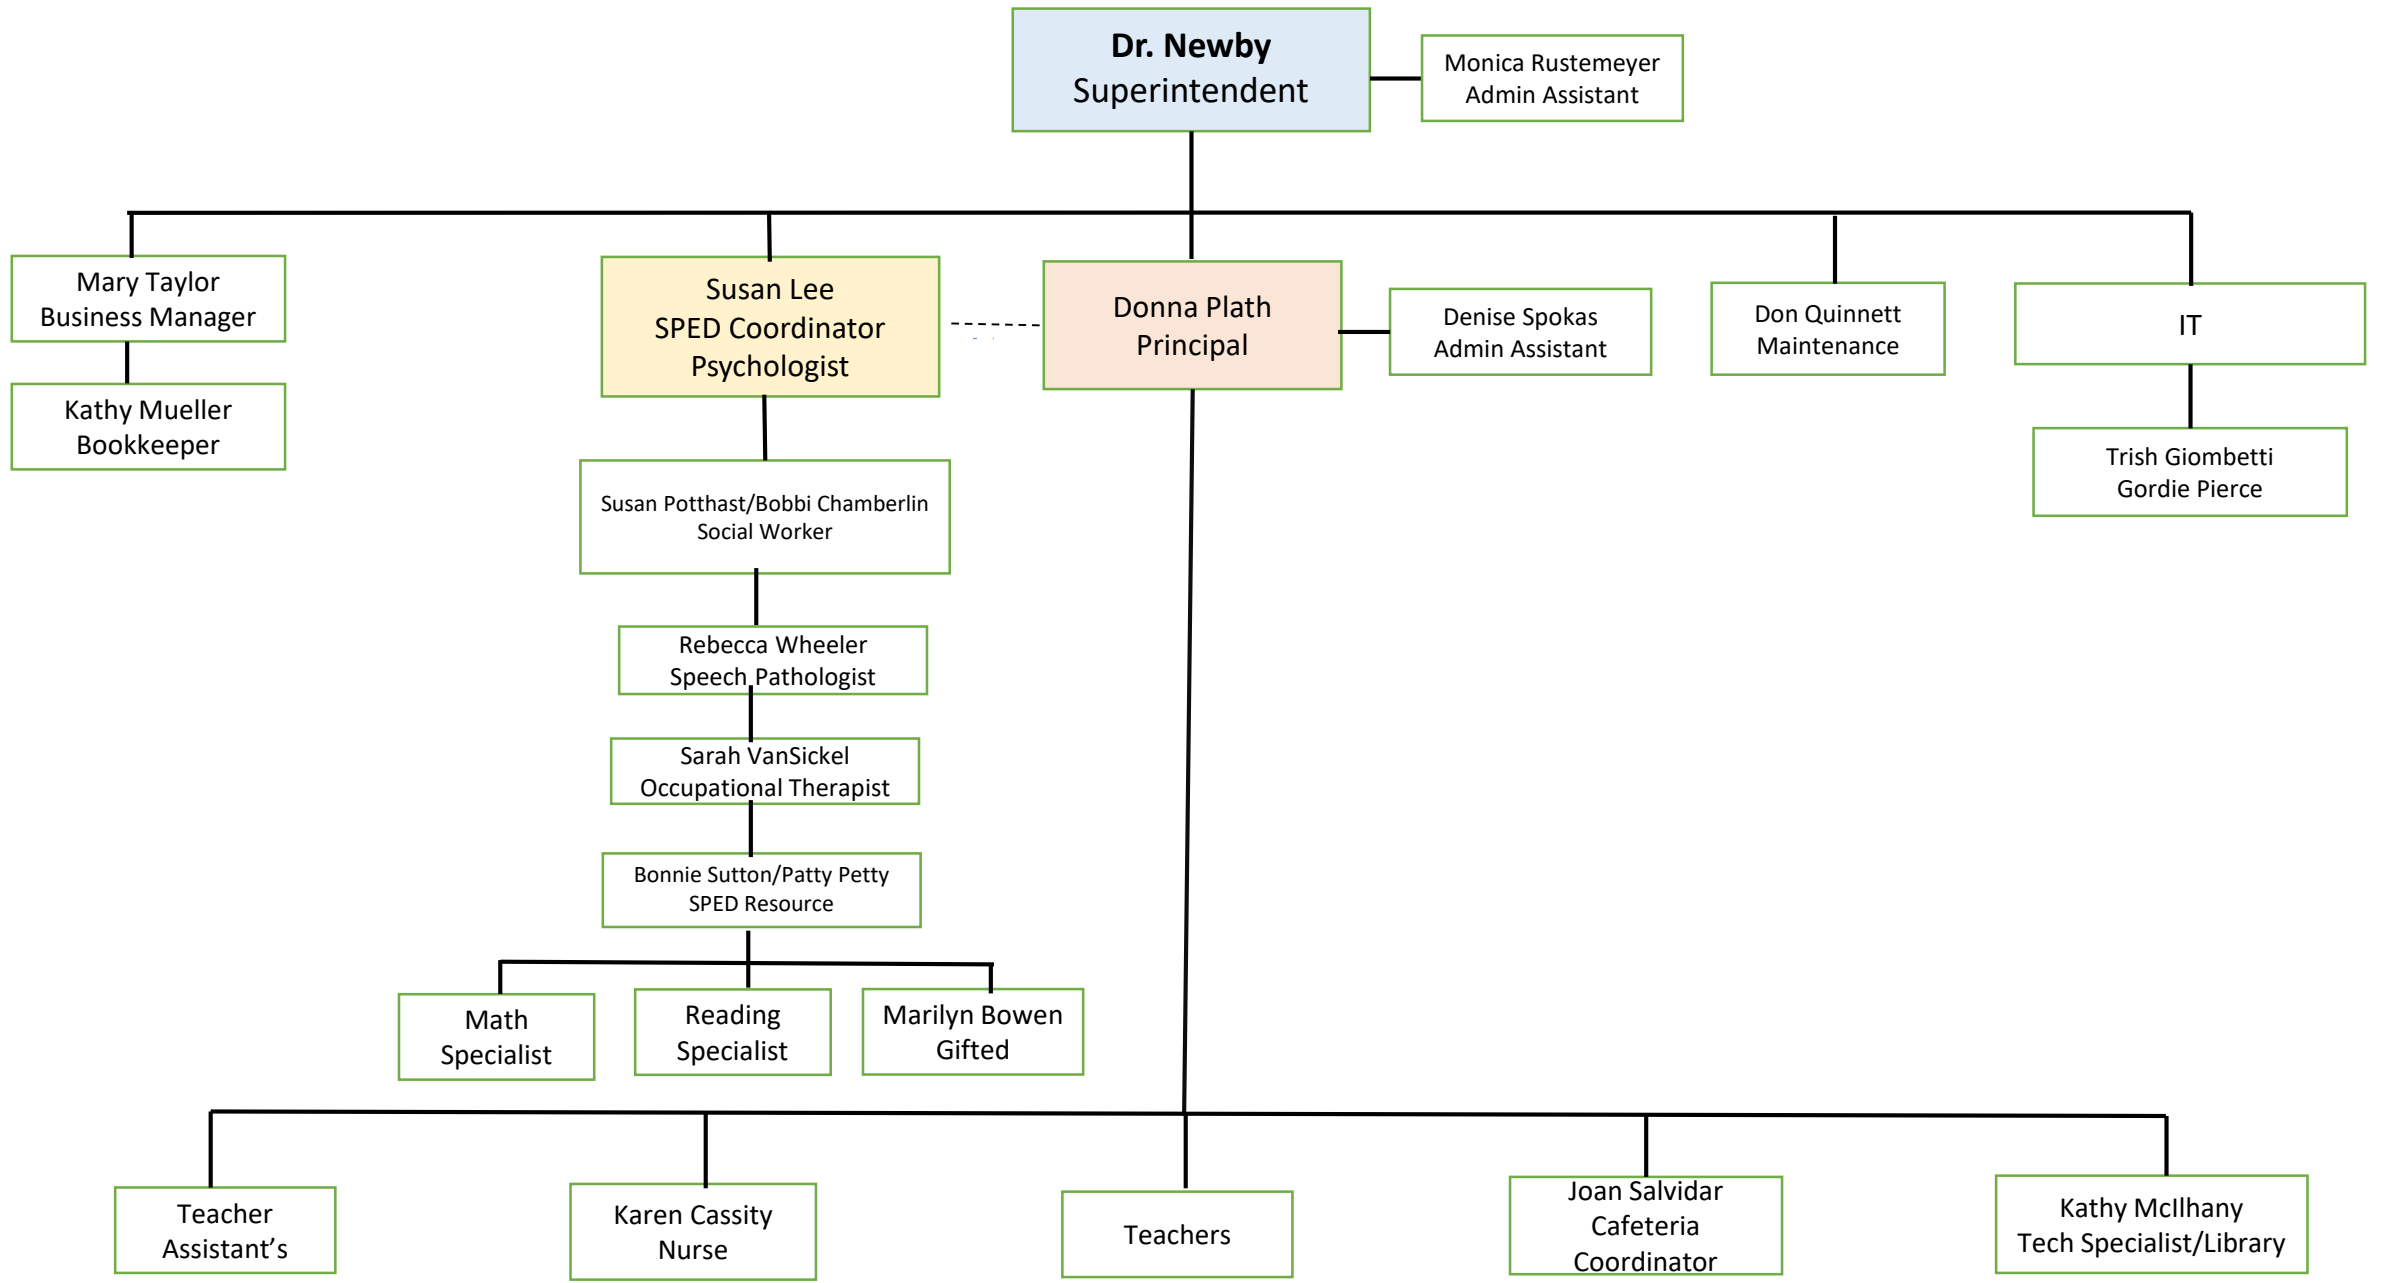 Dr. Newby
Superintendent
Monica Rustemeyer
Admin Assistant
Mary Taylor
Business Manager
Kathy Mueller
Bookkeeper
Susan Lee
SPED Coordinator
Psychologist
Donna Plath
Principal
Denise Spokas
Admin Assistant
Don Quinnett
Maintenance
IT
Trish Giombetti
Gordie Pierce
Susan Potthast/Bobbi Chamberlin
Social Worker
Rebecca Wheeler
Speech Pathologist
Sarah VanSickel
Occupational Therapist
Bonnie Sutton/Patty Petty
SPED Resource
Math
Specialist
Reading
Specialist
Marilyn Bowen
Gifted
Teacher
Assistant’s
Karen Cassity
Nurse
Teachers
Joan Salvidar
Cafeteria
Coordinator
Kathy McIlhany
Tech Specialist/Library